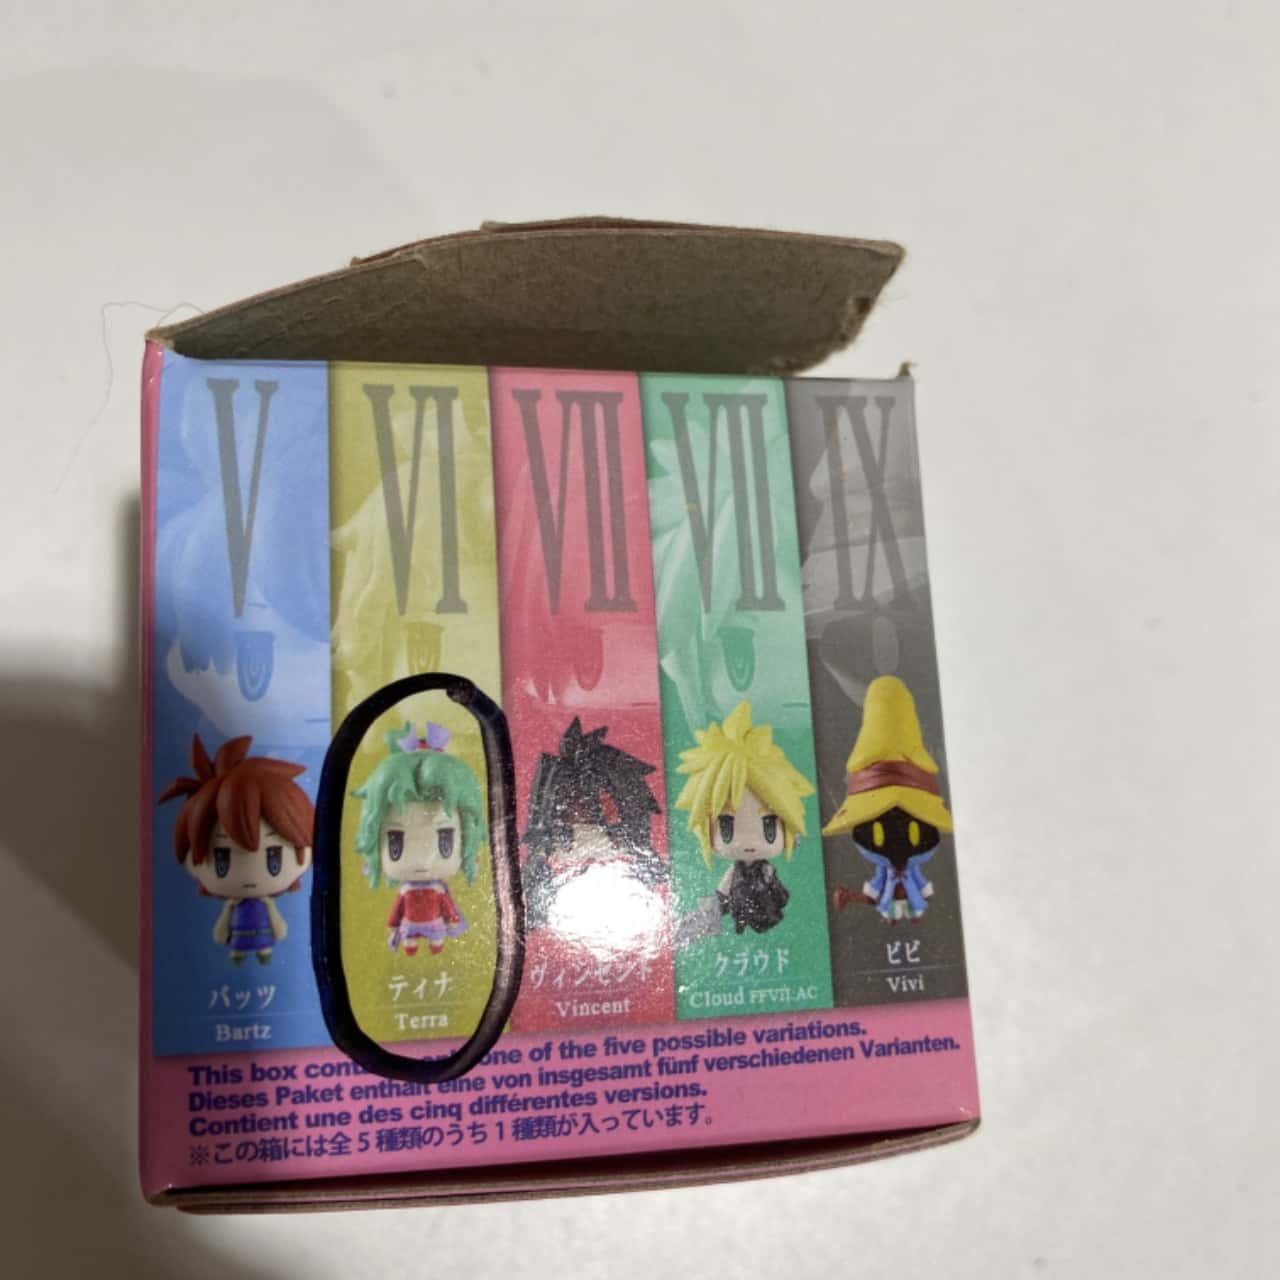 V VI VII VII IX
バッツ ティナ ヴィンセント クラウド ビビ
Bartz Terra Vincent Cloud FFVII:AC Vivi
This box one of the five possible variations.
Dieses Paket enthält eine von insgesamt fünf verschiedenen Varianten.
Contient une des cinq différentes versions.
※この箱には全5種類のうち1種類が入っています。